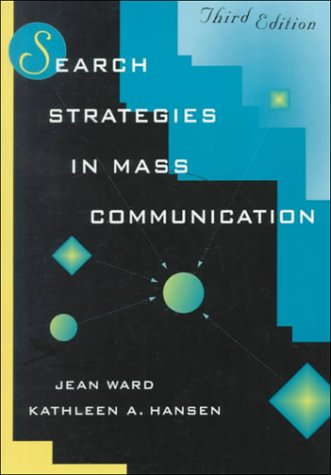 Third Edition
SEARCH
STRATEGIES
IN MASS
COMMUNICATION
JEAN WARD
KATHLEEN A. HANSEN